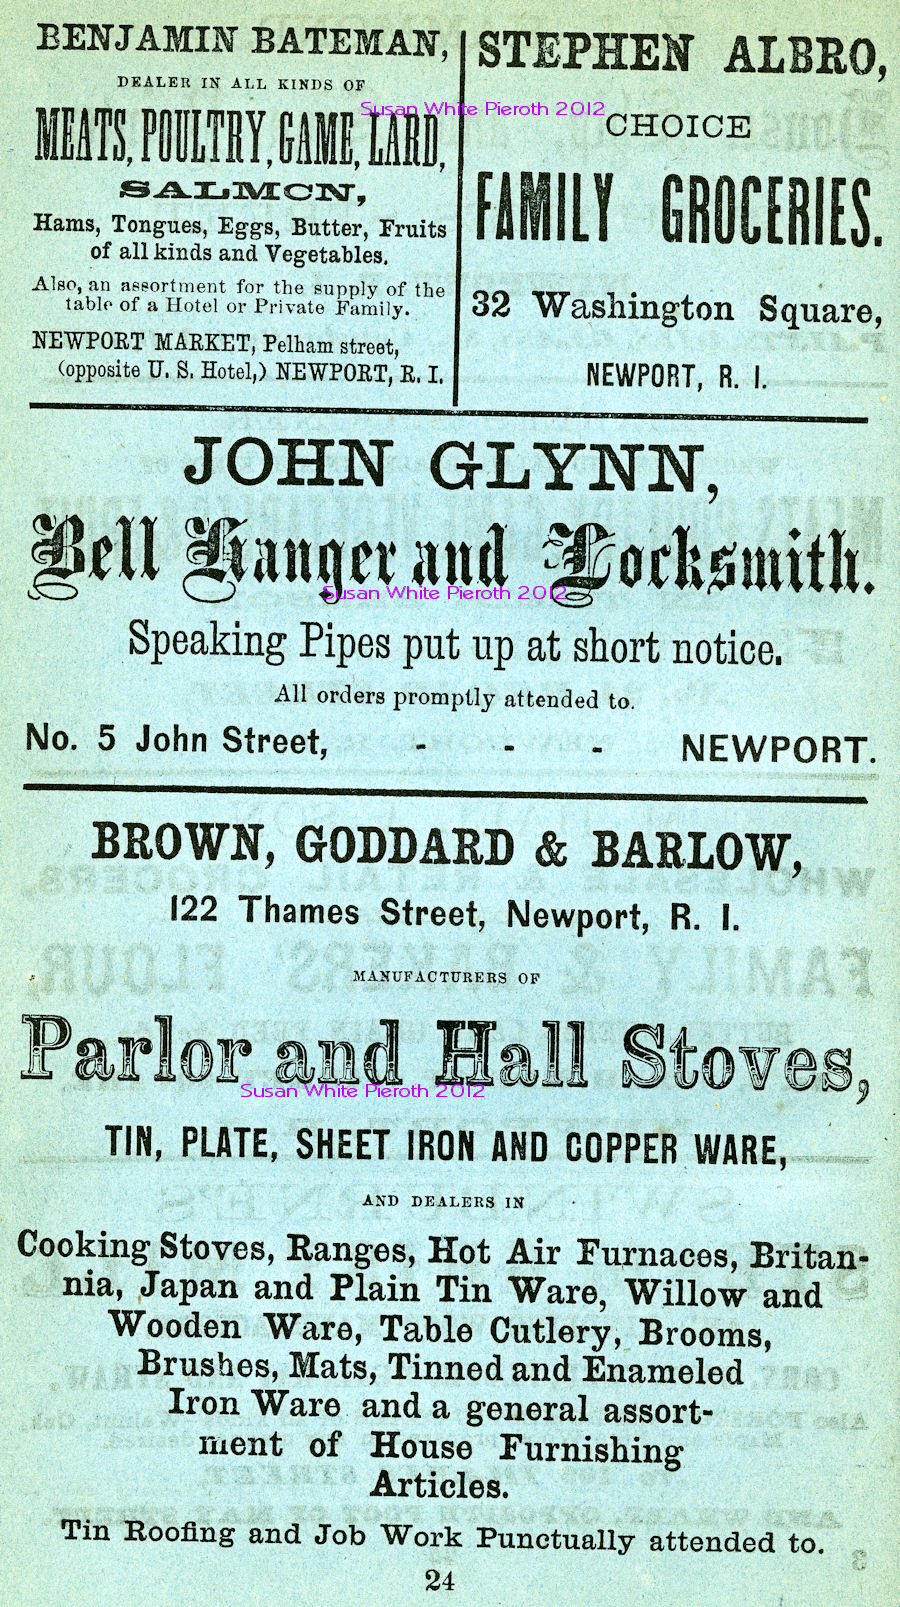 BENJAMIN BATEMAN,
DEALER IN ALL KINDS OF
MEATS, POULTRY, GAME, LARD,
SALMON,
Hams, Tongues, Eggs, Butter, Fruits
of all kinds and Vegetables.
Also, an assortment for the supply of the
table of a Hotel or Private Family.
NEWPORT MARKET, Pelham street,
(opposite U. S. Hotel,) NEWPORT, R. I.
STEPHEN ALBRO,
Susan White Pieroth 2012
CHOICE
FAMILY GROCERIES.
32 Washington Square,
NEWPORT, R. I.
JOHN GLYNN,
Bell Hanger and Locksmith.
Susan White Pieroth 2012
Speaking Pipes put up at short notice.
All orders promptly attended to.
No. 5 John Street, - - - NEWPORT.
BROWN, GODDARD & BARLOW,
122 Thames Street, Newport, R. I.
MANUFACTURERS OF
Parlor and Hall Stoves,
Susan White Pieroth 2012
TIN, PLATE, SHEET IRON AND COPPER WARE,
AND DEALERS IN
Cooking Stoves, Ranges, Hot Air Furnaces, Britan-
nia, Japan and Plain Tin Ware, Willow and
Wooden Ware, Table Cutlery, Brooms,
Brushes, Mats, Tinned and Enameled
Iron Ware and a general assort-
ment of House Furnishing
Articles.
Tin Roofing and Job Work Punctually attended to.
24